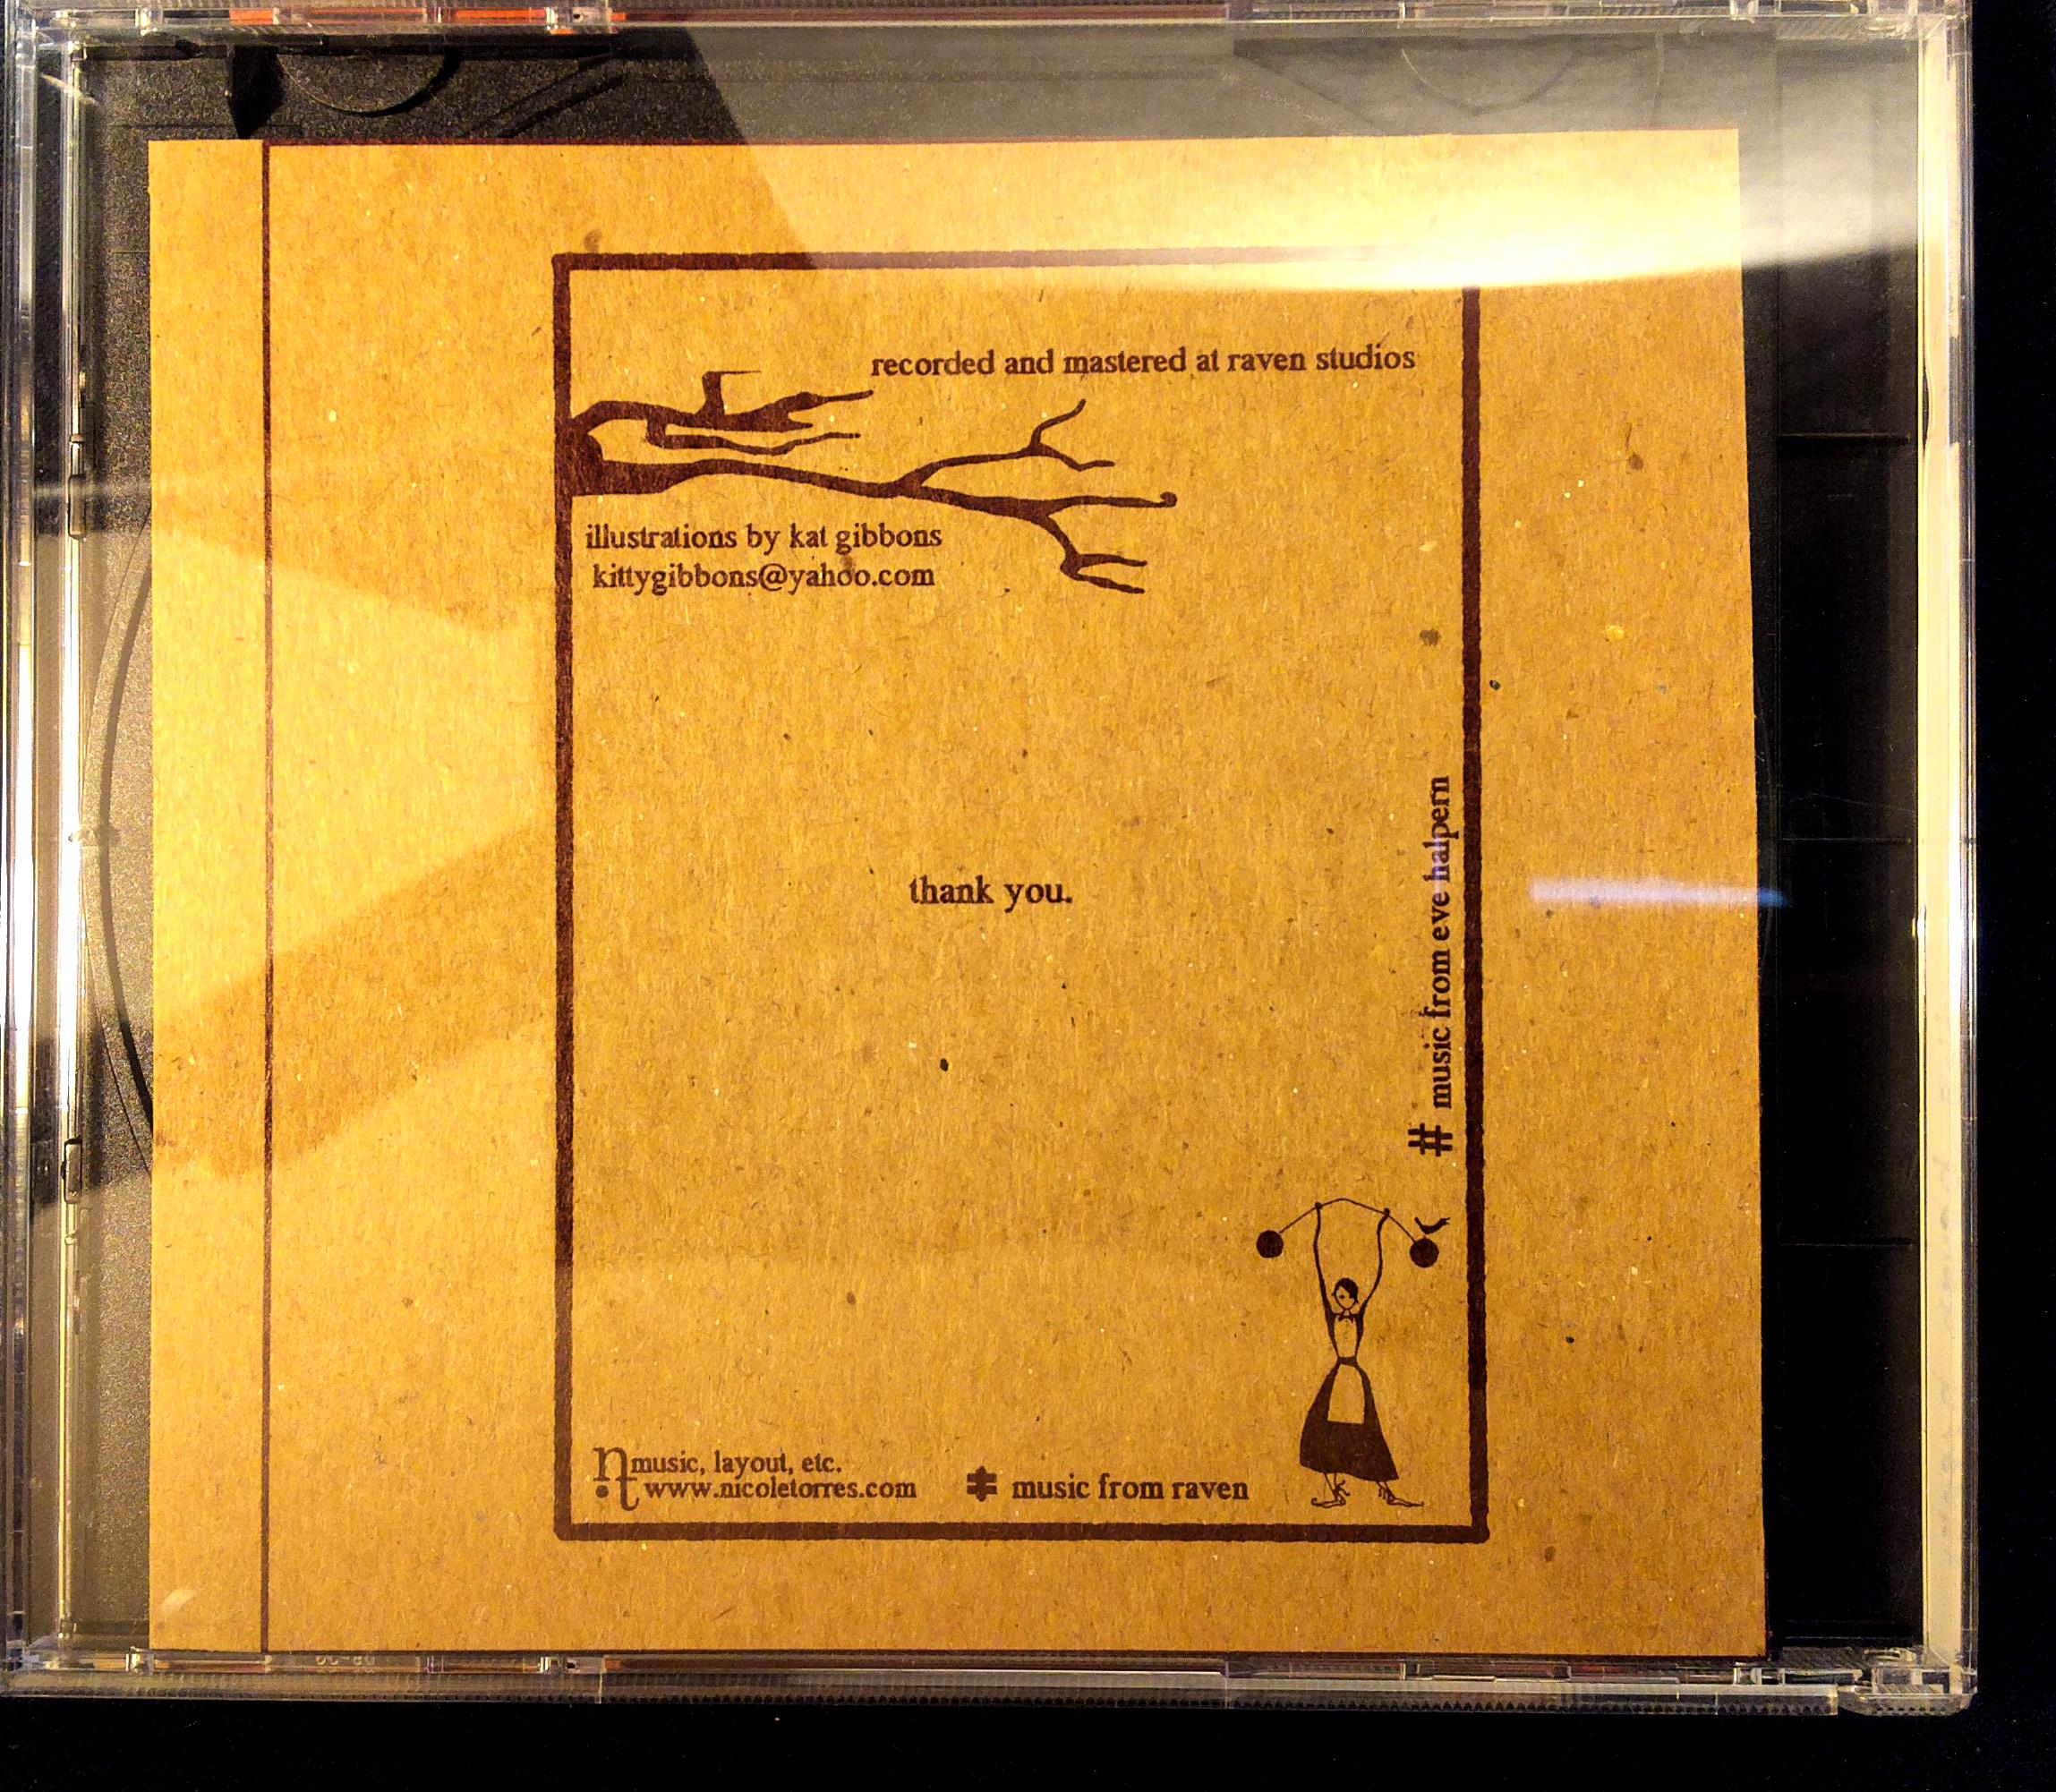 recorded and mastered at raven studios
illustrations by kat gibbons
kittygibbons@yahoo.com
thank you.
# music from eve halpern
nt music, layout, etc.
www.nicoletorres.com
music from raven